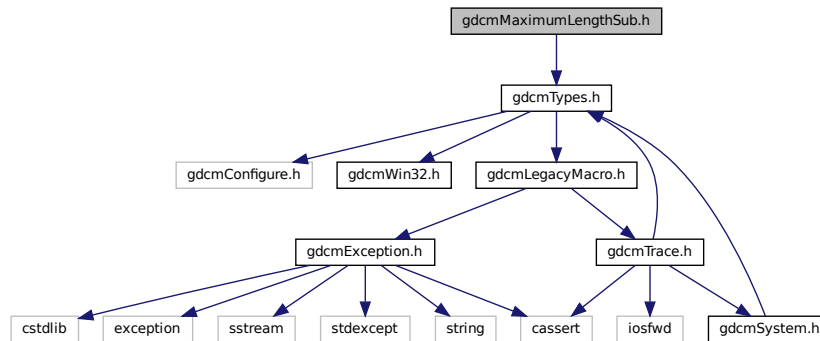 gdcmMaximumLengthSub.h
gdcmTypes.h
gdcmConfigure.h
gdcmWin32.h
gdcmLegacyMacro.h
gdcmException.h
gdcmTrace.h
cstdlib
exception
sstream
stdexcept
string
cassert
iosfwd
gdcmSystem.h